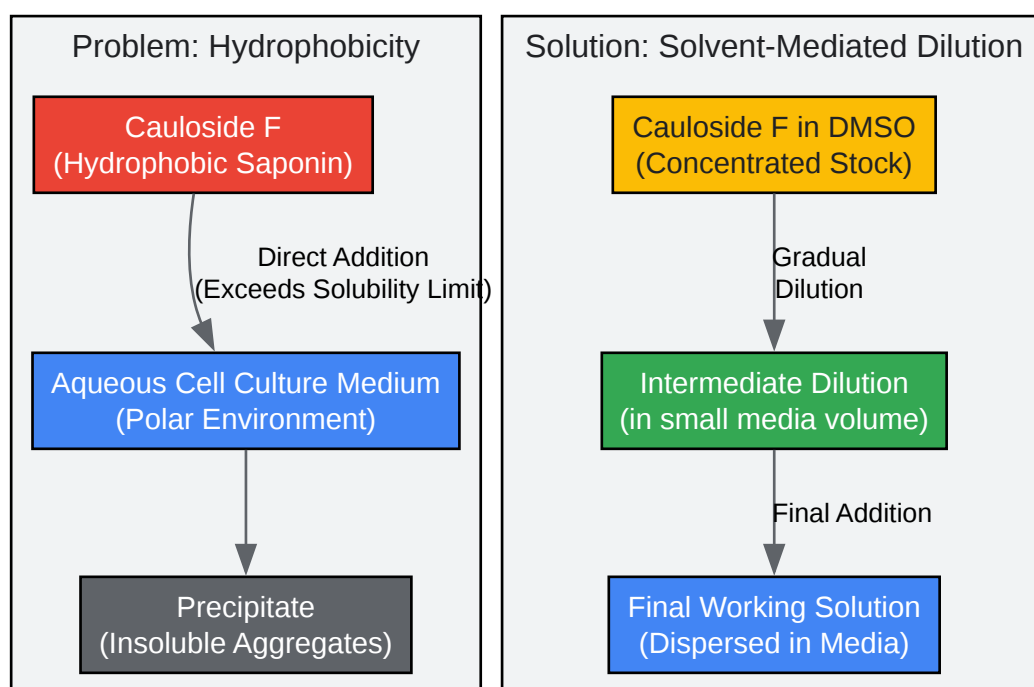 Problem: Hydrophobicity
Cauloside F
(Hydrophobic Saponin)
Direct Addition
(Exceeds Solubility Limit)
Aqueous Cell Culture Medium
(Polar Environment)
Precipitate
(Insoluble Aggregates)
Solution: Solvent-Mediated Dilution
Cauloside F in DMSO
(Concentrated Stock)
Gradual
Dilution
Intermediate Dilution
(in small media volume)
Final Addition
Final Working Solution
(Dispersed in Media)